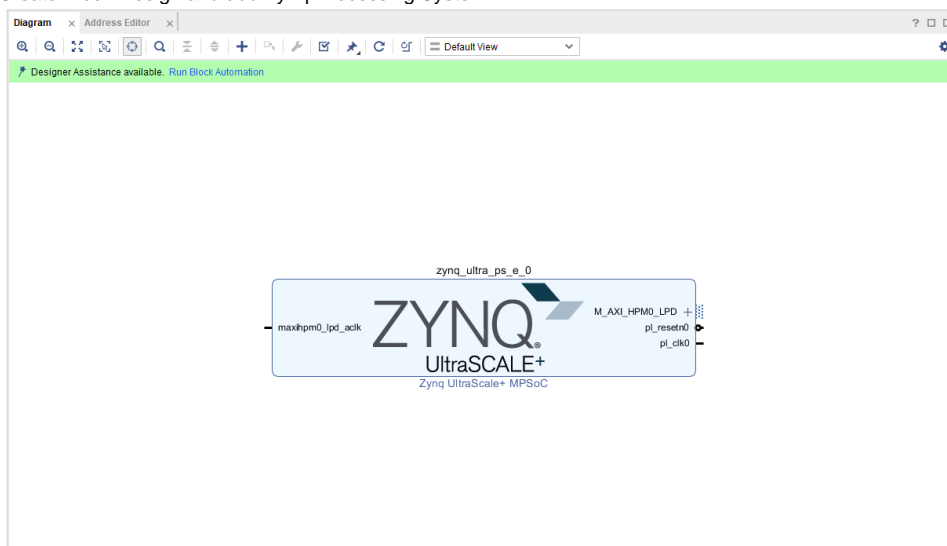 Diagram × Address Editor ×
Default View
Designer Assistance available. Run Block Automation
zynq_ultra_ps_e_0
maxihpm0_lpd_aclk
ZYNQ
UltraSCALE+
M_AXI_HPM0_LPD
pl_resetn0
pl_clk0
Zynq UltraScale+ MPSoC